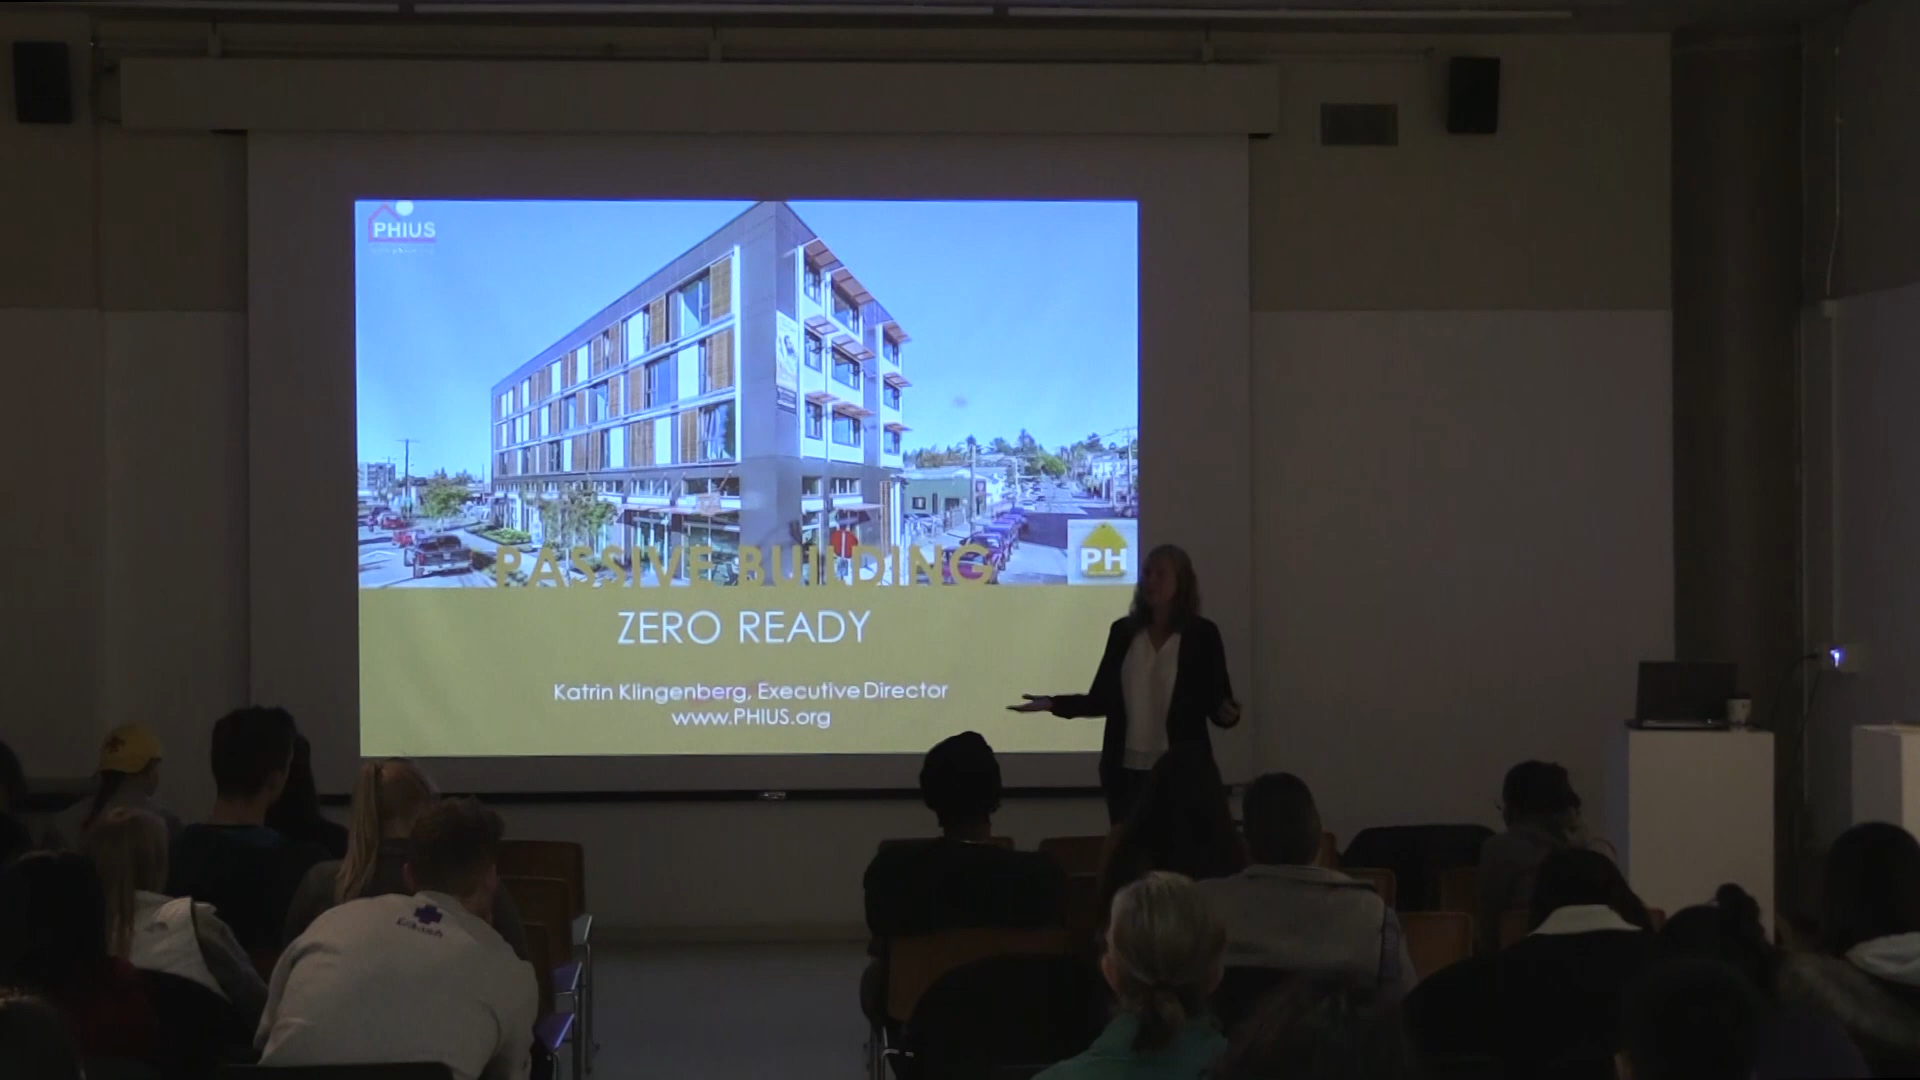 PHIUS
PH
PASSIVE BUILDING
ZERO READY
Katrin Klingenberg, Executive Director
www.PHIUS.org